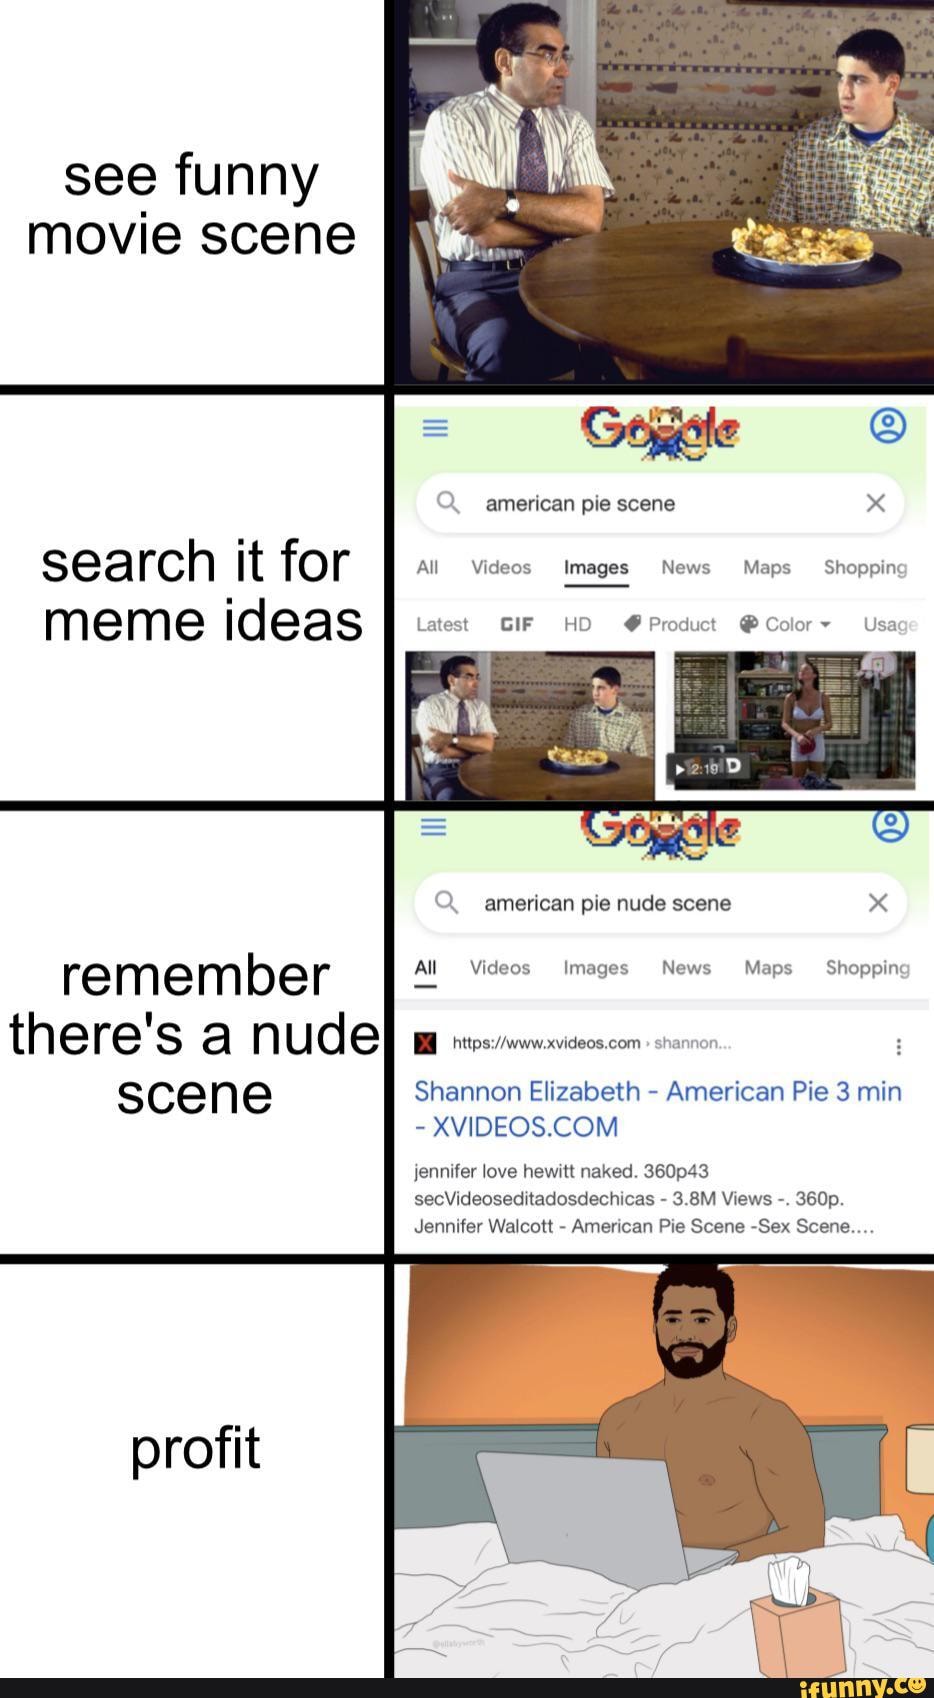 see funny
movie scene
Google
american pie scene
All Videos Images News Maps Shopping
Latest GIF HD Product Color Usage
2:19 D
search it for
meme ideas
Google
american pie nude scene
All Videos Images News Maps Shopping
X https://www.xvideos.com › shannon...
Shannon Elizabeth - American Pie 3 min
- XVIDEOS.COM
jennifer love hewitt naked. 360p43
secVideoseditadosdechicas - 3.8M Views -. 360p.
Jennifer Walcott - American Pie Scene -Sex Scene....
remember
there's a nude
scene
profit
@ellabyworth
ifunny.co